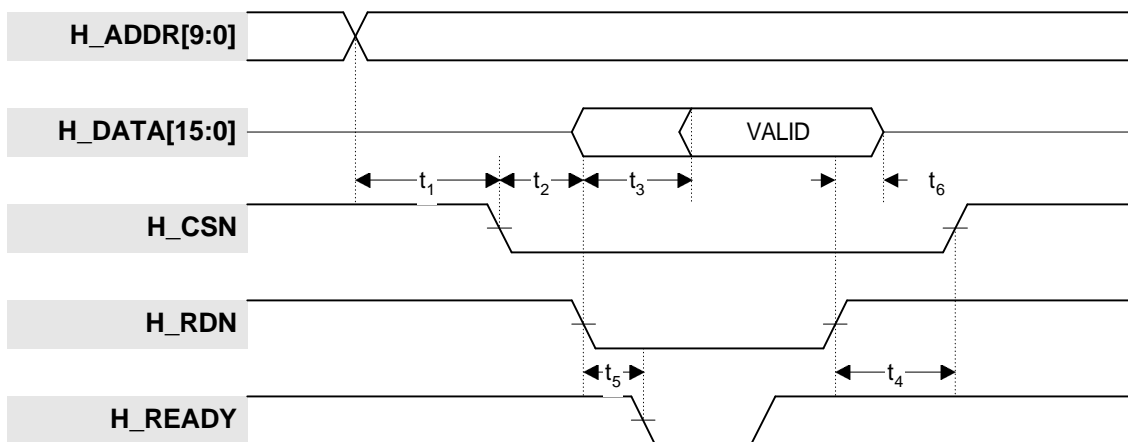 H_ADDR[9:0]
H_DATA[15:0] VALID
t1 t2 t3 t6
H_CSN
H_RDN
t5 t4
H_READY